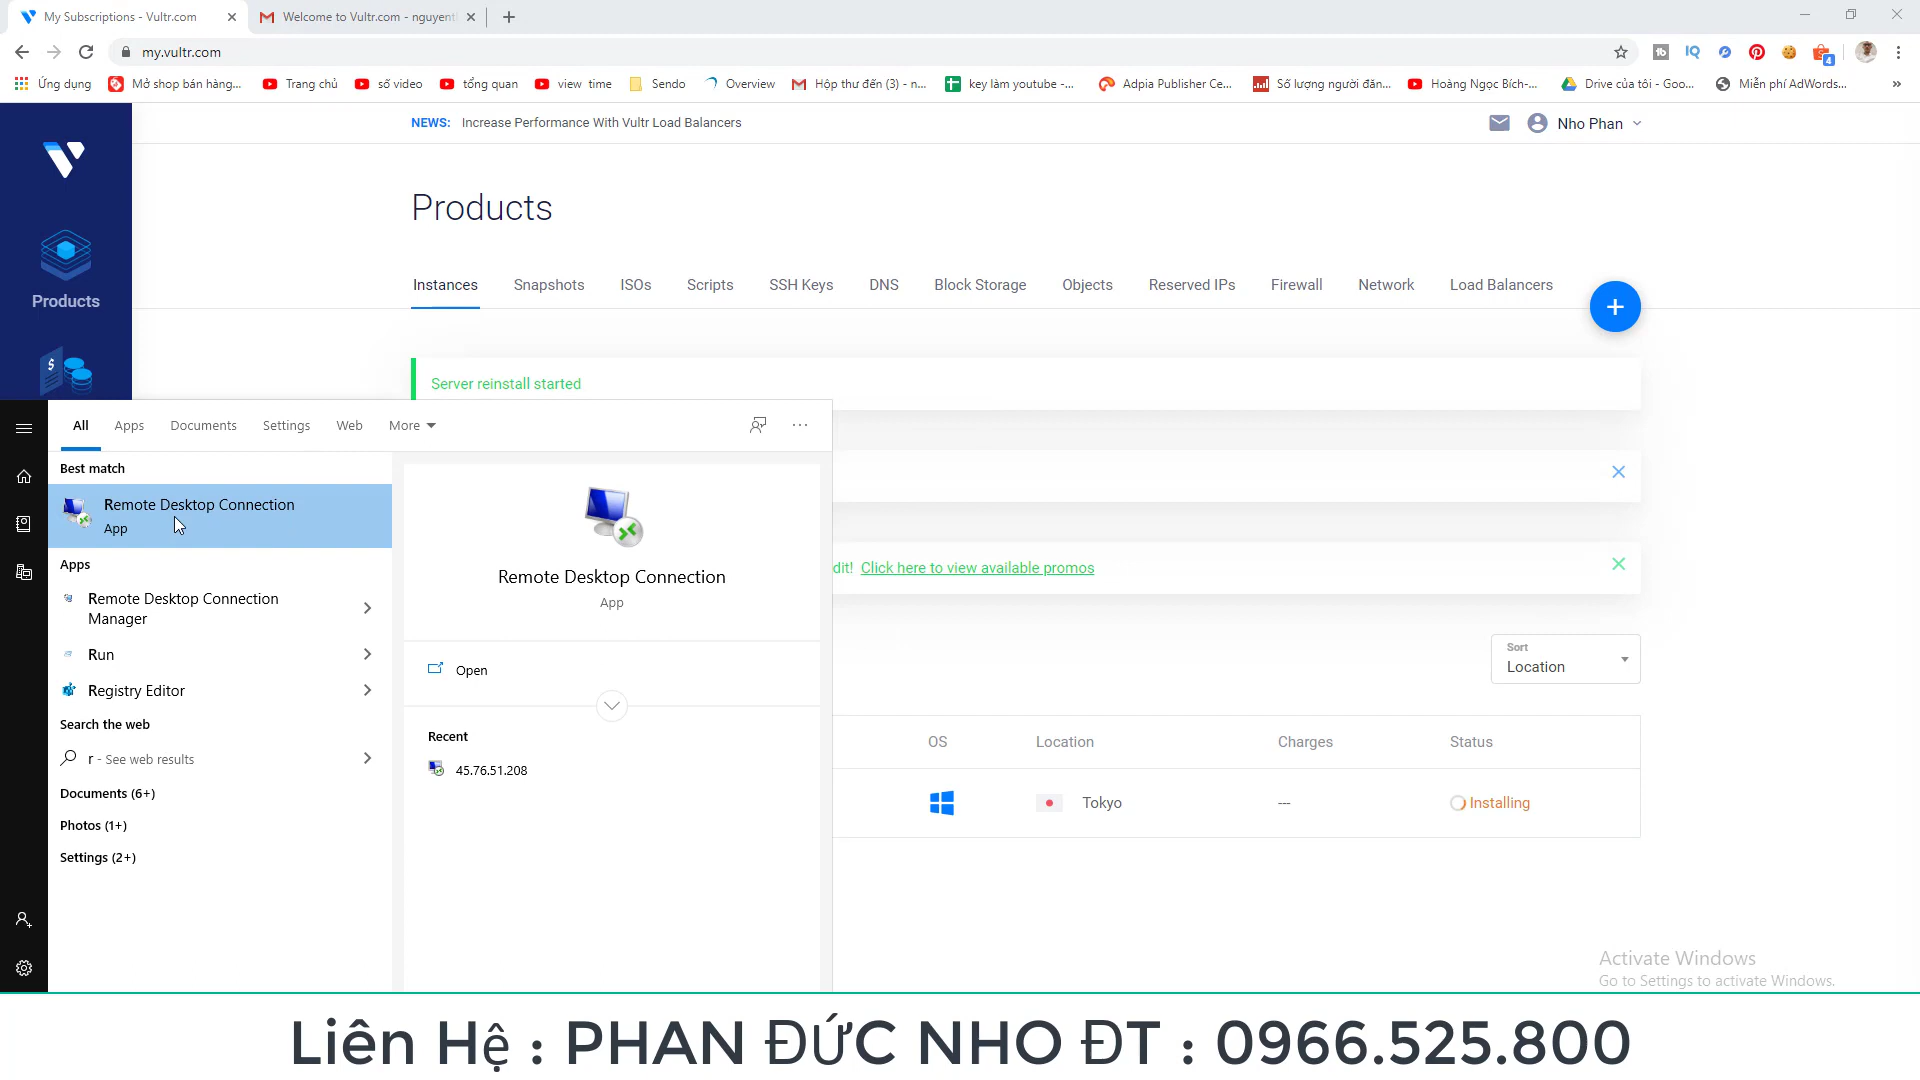 My Subscriptions - Vultr.com
Welcome to Vultr.com - nguyentl
my.vultr.com
4
Ứng dụng
Mở shop bán hàng...
Trang chủ
số video
tổng quan
view time
Sendo
Overview
Hộp thư đến (3) - n...
key làm youtube -...
Adpia Publisher Ce...
Số lượng người đăn...
Hoàng Ngọc Bích-...
Drive của tôi - Goo...
Miễn phí AdWords...
NEWS: Increase Performance With Vultr Load Balancers
Nho Phan
Products
Products
Instances
Snapshots
ISOs
Scripts
SSH Keys
DNS
Block Storage
Objects
Reserved IPs
Firewall
Network
Load Balancers
Server reinstall started
All
Apps
Documents
Settings
Web
More
Best match
Remote Desktop Connection
App
Apps
Remote Desktop Connection
Manager
Run
Registry Editor
Search the web
r - See web results
Documents (6+)
Photos (1+)
Settings (2+)
Remote Desktop Connection
App
Open
Recent
45.76.51.208
dit! Click here to view available promos
Sort
Location
OS
Location
Charges
Status
Tokyo
---
Installing
Activate Windows
Go to Settings to activate Windows.
Liên Hệ : PHAN ĐỨC NHO ĐT : 0966.525.800